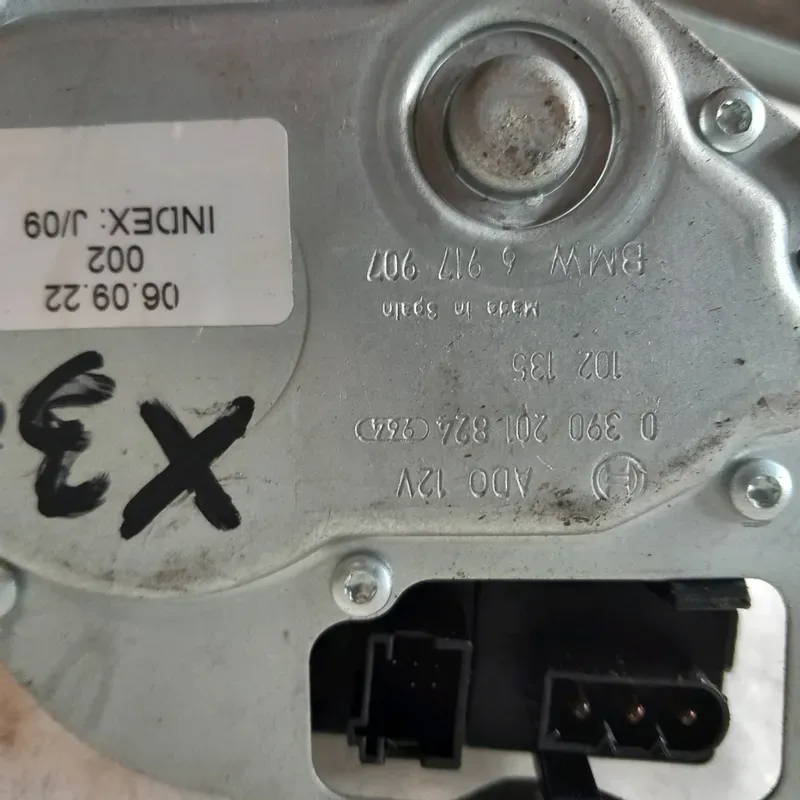 AD0 12V
0 390 201 824
102 135
Made in Spain
BMW 6 917 907
X3
06.09.22
002
INDEX: J/09